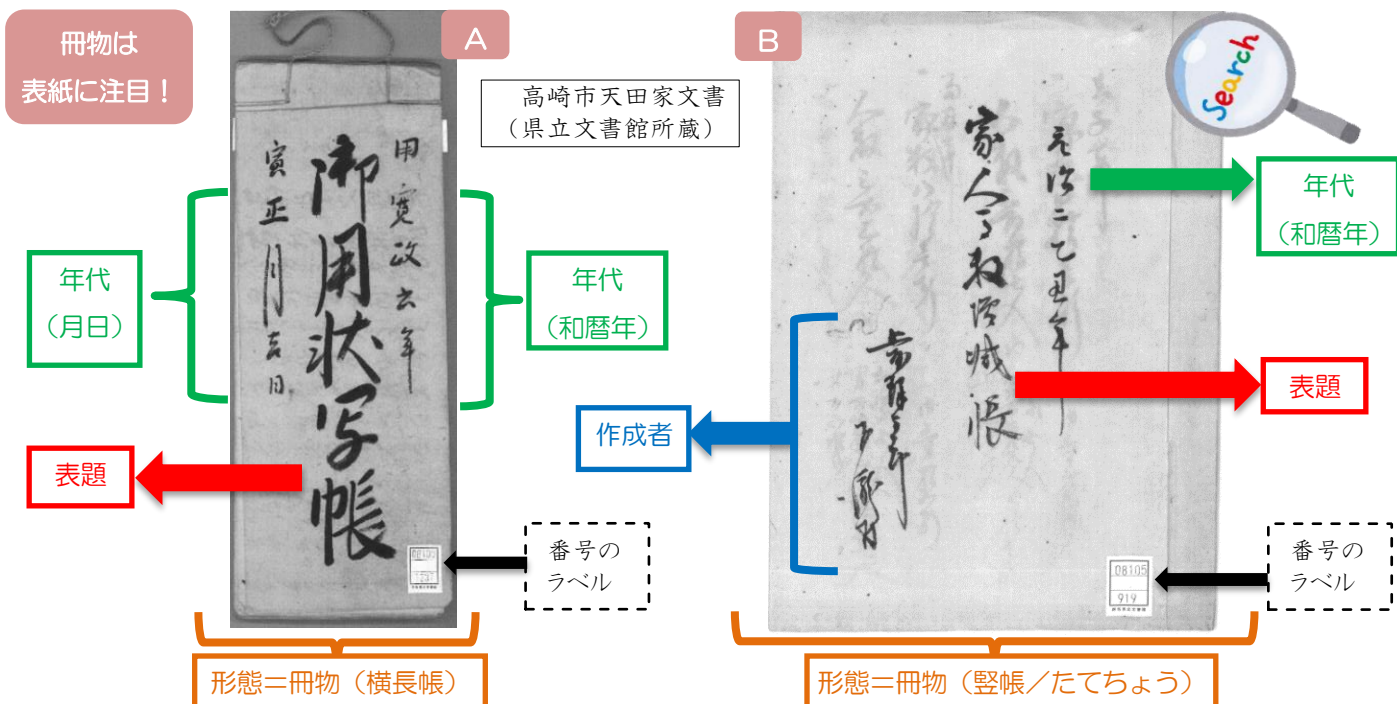 冊物は
表紙に注目!
A
高崎市天田家文書
(県立文書館所蔵)
用寛政六年
御用状写帳
寅正月吉日
年代
(月日)
年代
(和暦年)
表題
番号の
ラベル
形態=冊物(横長帳)
B
Search
元治二乙丑年
家人別増減帳
年代
(和暦年)
作成者
表題
08105
919
番号の
ラベル
形態=冊物(竪帳/たてちょう)